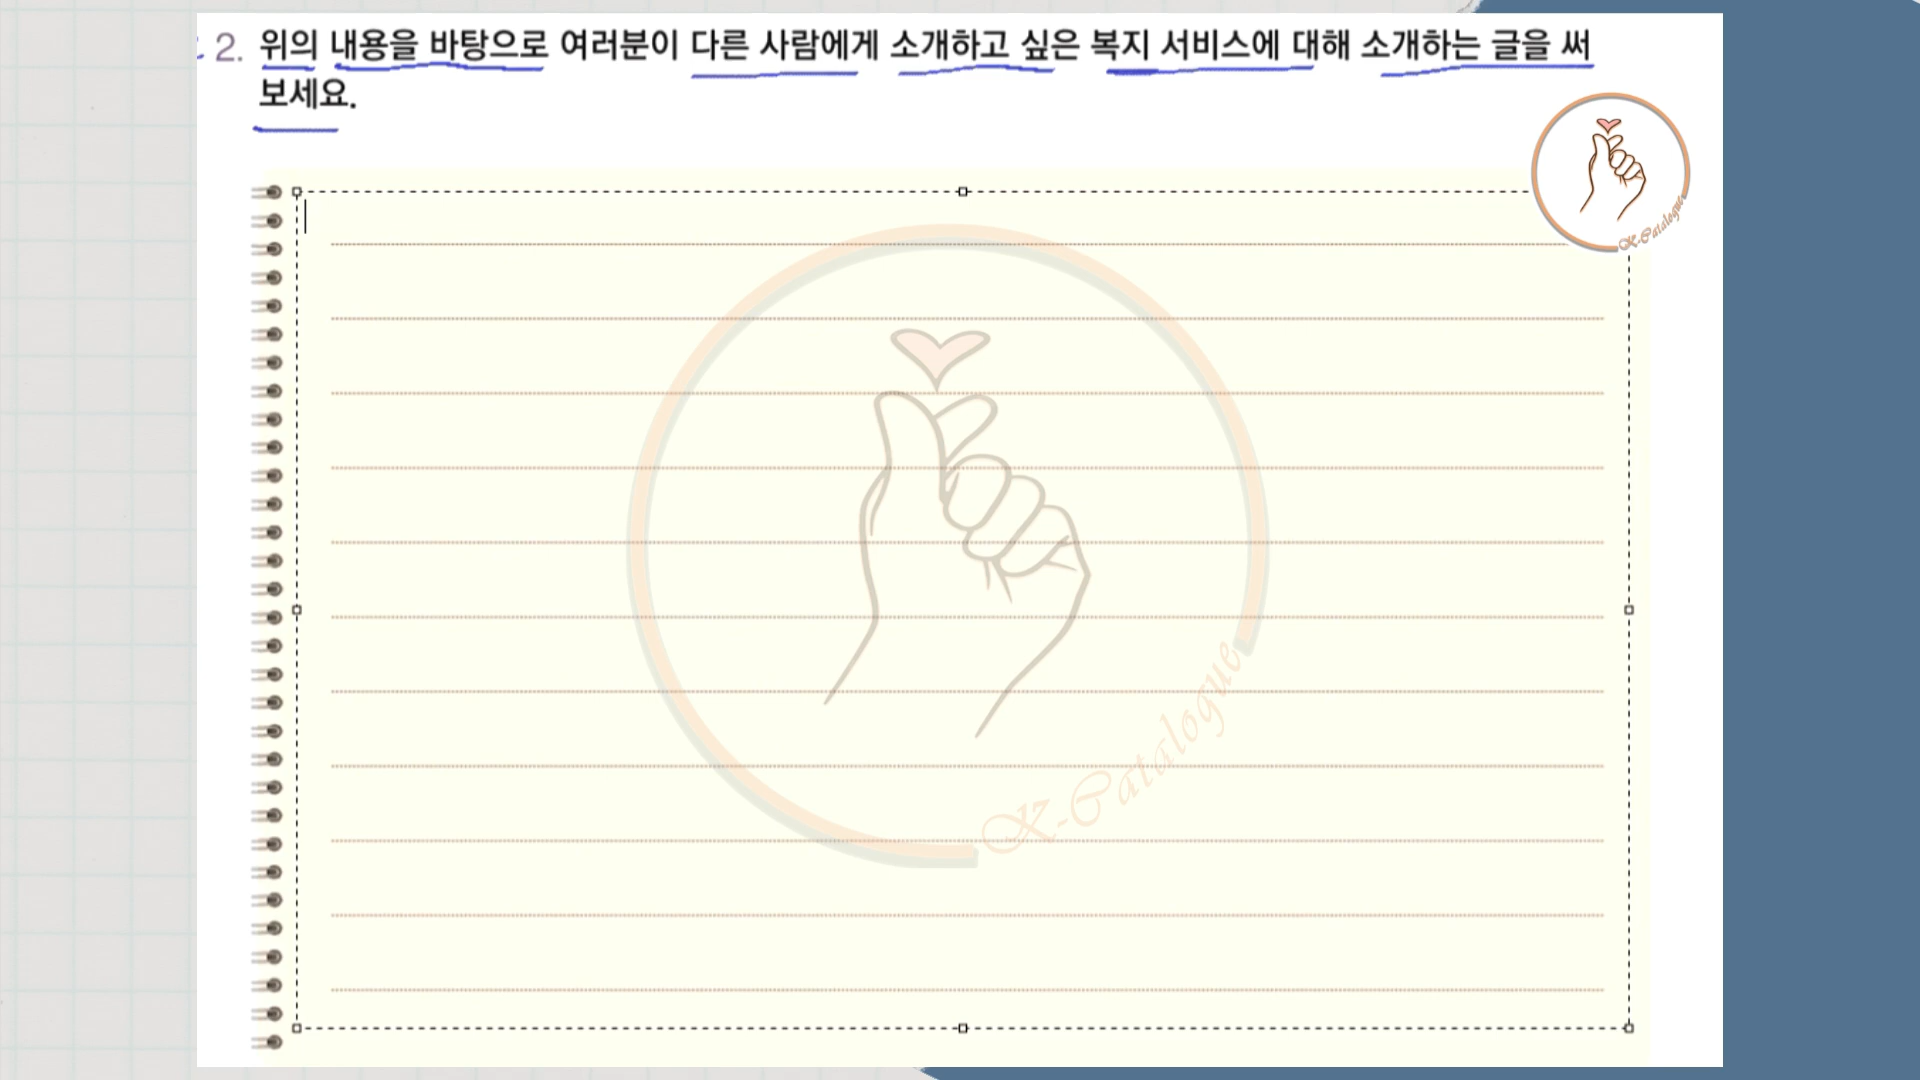 2. 위의 내용을 바탕으로 여러분이 다른 사람에게 소개하고 싶은 복지 서비스에 대해 소개하는 글을 써
보세요.
K-Catalogue
K-Catalogue